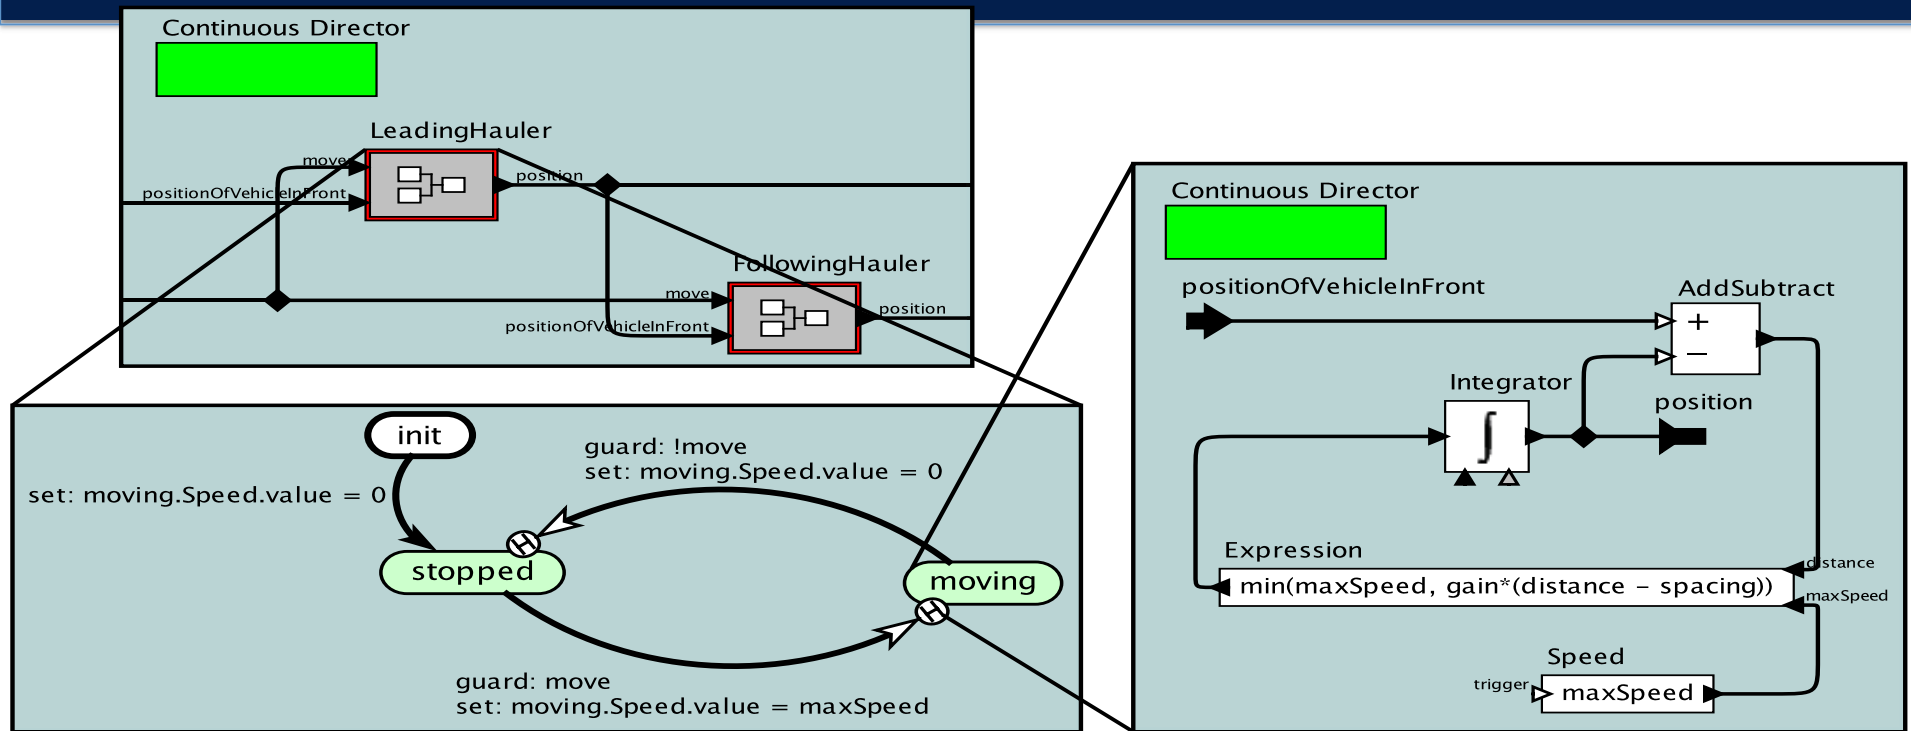 Continuous Director
LeadingHauler
move
positionOfVehicleInFront
position
FollowingHauler
move
positionOfVehicleInFront
position
init
set: moving.Speed.value = 0
guard: !move
set: moving.Speed.value = 0
stopped
moving
guard: move
set: moving.Speed.value = maxSpeed
Continuous Director
positionOfVehicleInFront
AddSubtract
+
−
Integrator
∫
position
Expression
min(maxSpeed, gain*(distance − spacing))
distance
maxSpeed
Speed
trigger
maxSpeed